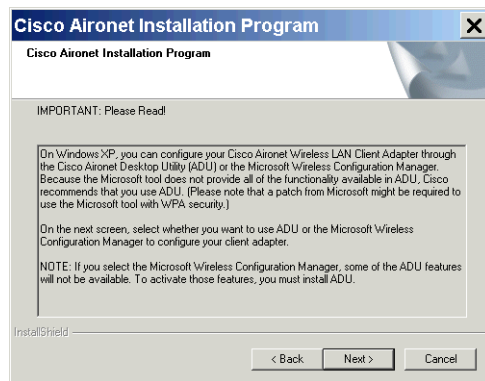 Cisco Aironet Installation Program
Cisco Aironet Installation Program
IMPORTANT: Please Read!
On Windows XP, you can configure your Cisco Aironet Wireless LAN Client Adapter through
the Cisco Aironet Desktop Utility (ADU) or the Microsoft Wireless Configuration Manager.
Because the Microsoft tool does not provide all of the functionality available in ADU, Cisco
recommends that you use ADU. (Please note that a patch from Microsoft might be required to
use the Microsoft tool with WPA security.)
On the next screen, select whether you want to use ADU or the Microsoft Wireless
Configuration Manager to configure your client adapter.
NOTE: If you select the Microsoft Wireless Configuration Manager, some of the ADU features
will not be available. To activate those features, you must install ADU.
InstallShield
< Back Next > Cancel